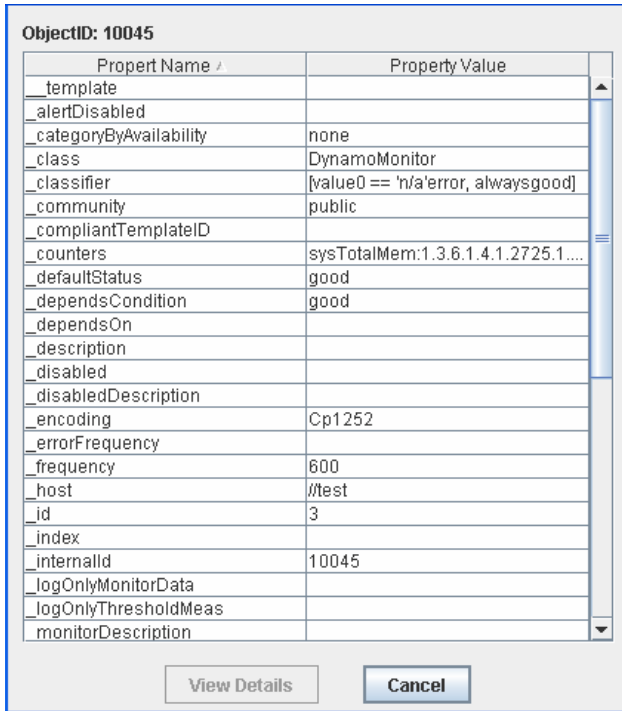 ObjectID: 10045
Propert Name Property Value
__template
_alertDisabled
_categoryByAvailability none
_class DynamoMonitor
_classifier [value0 == 'n/a'error, alwaysgood]
_community public
_compliantTemplateID
_counters sysTotalMem:1.3.6.1.4.1.2725.1....
_defaultStatus good
_dependsCondition good
_dependsOn
_description
_disabled
_disabledDescription
_encoding Cp1252
_errorFrequency
_frequency 600
_host //test
_id 3
_index
_internalId 10045
_logOnlyMonitorData
_logOnlyThresholdMeas
_monitorDescription
View Details Cancel